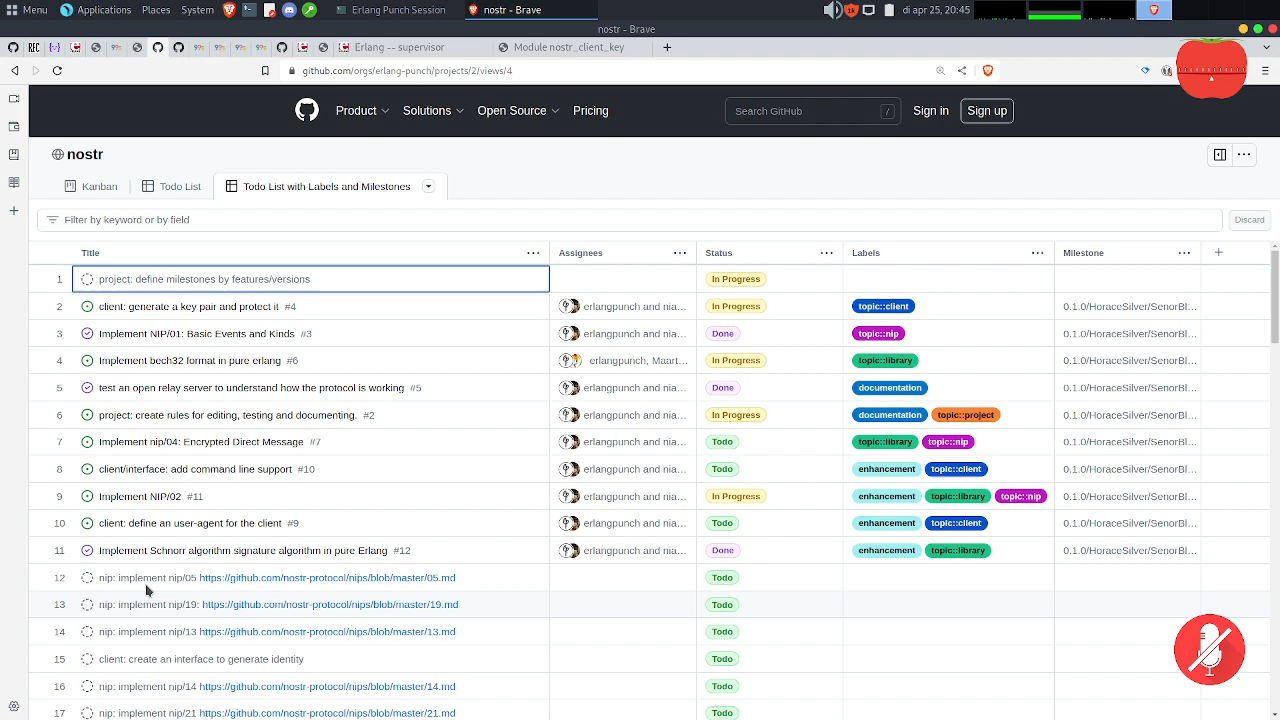 Menu Applications Places System Erlang Punch Session nostr - Brave di apr 25, 20:45
nostr - Brave
Erlang -- supervisor Module nostr_client_key
github.com/orgs/erlang-punch/projects/2/views/4
Product Solutions Open Source Pricing Search GitHub / Sign in Sign up
nostr
Kanban Todo List Todo List with Labels and Milestones
Filter by keyword or by field Discard
Title Assignees Status Labels Milestone
1 project: define milestones by features/versions In Progress
2 client: generate a key pair and protect it #4 erlangpunch and nia... In Progress topic::client 0.1.0/HoraceSilver/SenorBl...
3 Implement NIP/01: Basic Events and Kinds #3 erlangpunch and nia... Done topic::nip 0.1.0/HoraceSilver/SenorBl...
4 Implement bech32 format in pure erlang #6 erlangpunch, Maart... In Progress topic::library 0.1.0/HoraceSilver/SenorBl...
5 test an open relay server to understand how the protocol is working #5 erlangpunch and nia... Done documentation 0.1.0/HoraceSilver/SenorBl...
6 project: create rules for editing, testing and documenting. #2 erlangpunch and nia... In Progress documentation topic::project 0.1.0/HoraceSilver/SenorBl...
7 Implement nip/04: Encrypted Direct Message #7 erlangpunch and nia... Todo topic::library topic::nip 0.1.0/HoraceSilver/SenorBl...
8 client/interface: add command line support #10 erlangpunch and nia... Todo enhancement topic::client 0.1.0/HoraceSilver/SenorBl...
9 Implement NIP/02 #11 erlangpunch and nia... In Progress enhancement topic::library topic::nip 0.1.0/HoraceSilver/SenorBl...
10 client: define an user-agent for the client #9 erlangpunch and nia... Todo enhancement topic::client 0.1.0/HoraceSilver/SenorBl...
11 Implement Schnor algorithm signature algorithm in pure Erlang #12 erlangpunch and nia... Done enhancement topic::library 0.1.0/HoraceSilver/SenorBl...
12 nip: implement nip/05 https://github.com/nostr-protocol/nips/blob/master/05.md Todo
13 nip: implement nip/19: https://github.com/nostr-protocol/nips/blob/master/19.md Todo
14 nip: implement nip/13 https://github.com/nostr-protocol/nips/blob/master/13.md Todo
15 client: create an interface to generate identity Todo
16 nip: implement nip/14 https://github.com/nostr-protocol/nips/blob/master/14.md Todo
17 nip: implement nip/21 https://github.com/nostr-protocol/nips/blob/master/21.md Todo